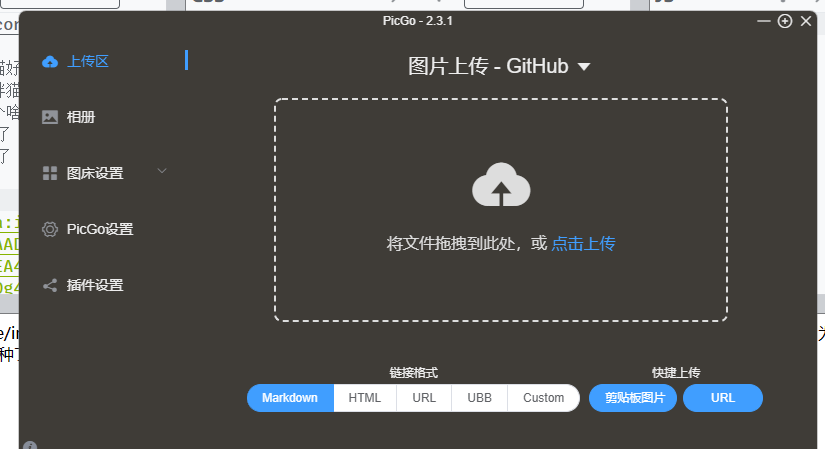 PicGo - 2.3.1
上传区
相册
图床设置
PicGo设置
插件设置
图片上传 - GitHub
将文件拖拽到此处，或 点击上传
链接格式
Markdown HTML URL UBB Custom
快捷上传
剪贴板图片 URL